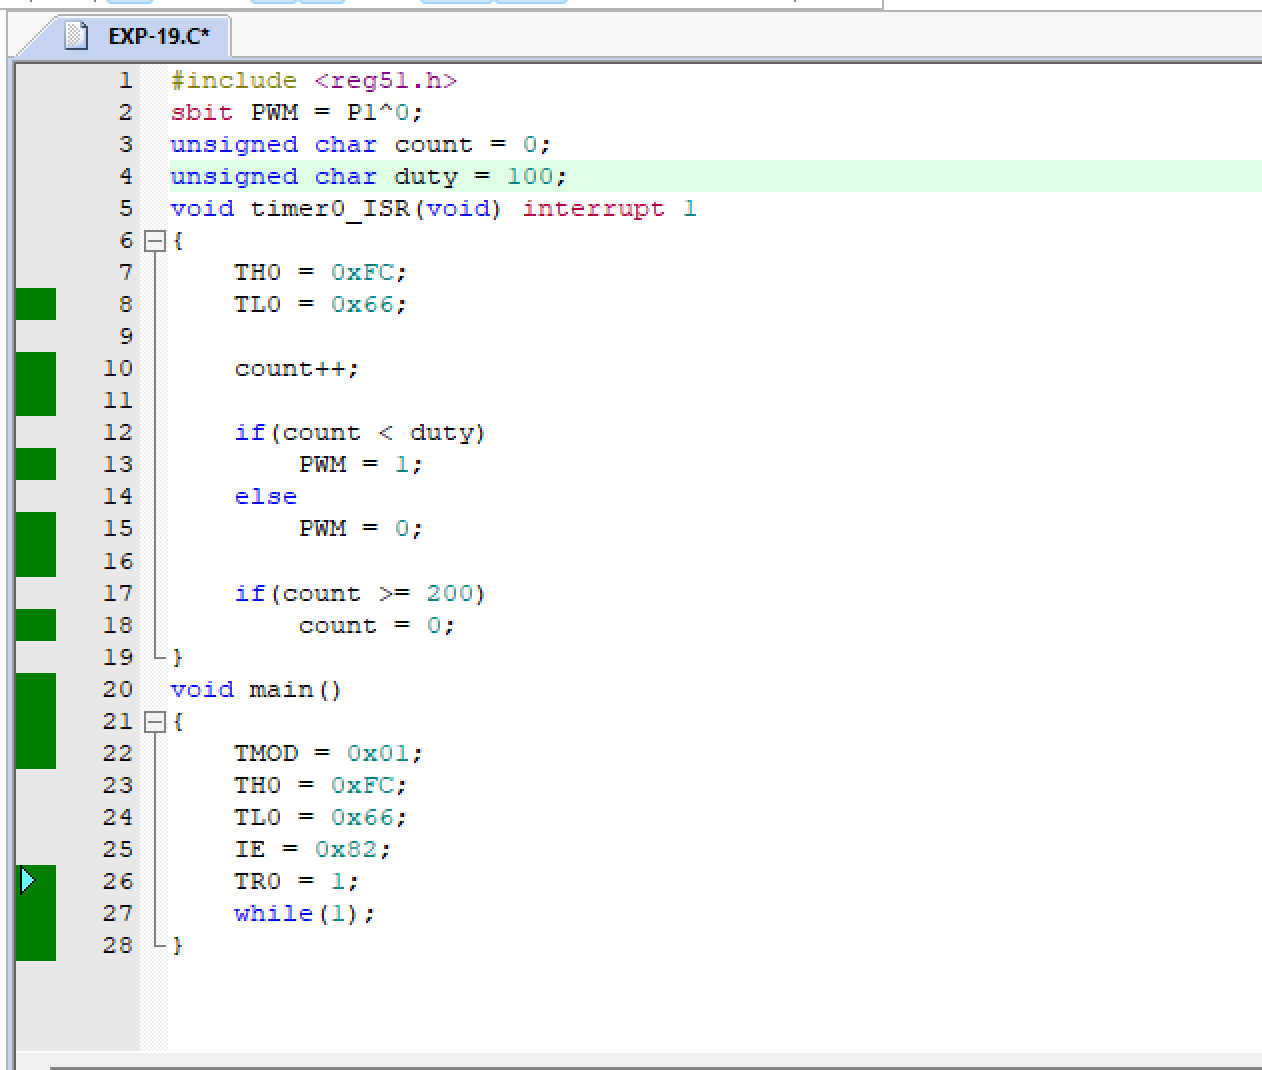 EXP-19.C*
1 #include <reg51.h>
2 sbit PWM = P1^0;
3 unsigned char count = 0;
4 unsigned char duty = 100;
5 void timer0_ISR(void) interrupt 1
6 {
7 TH0 = 0xFC;
8 TL0 = 0x66;
9
10 count++;
11
12 if(count < duty)
13 PWM = 1;
14 else
15 PWM = 0;
16
17 if(count >= 200)
18 count = 0;
19 }
20 void main()
21 {
22 TMOD = 0x01;
23 TH0 = 0xFC;
24 TL0 = 0x66;
25 IE = 0x82;
26 TR0 = 1;
27 while(1);
28 }